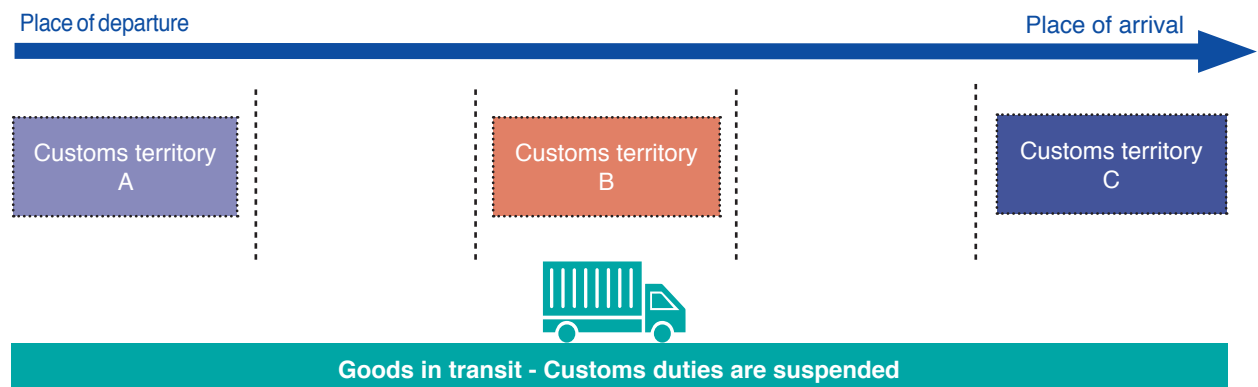 Place of departure
Place of arrival
Customs territory
A
Customs territory
B
Customs territory
C
Goods in transit - Customs duties are suspended